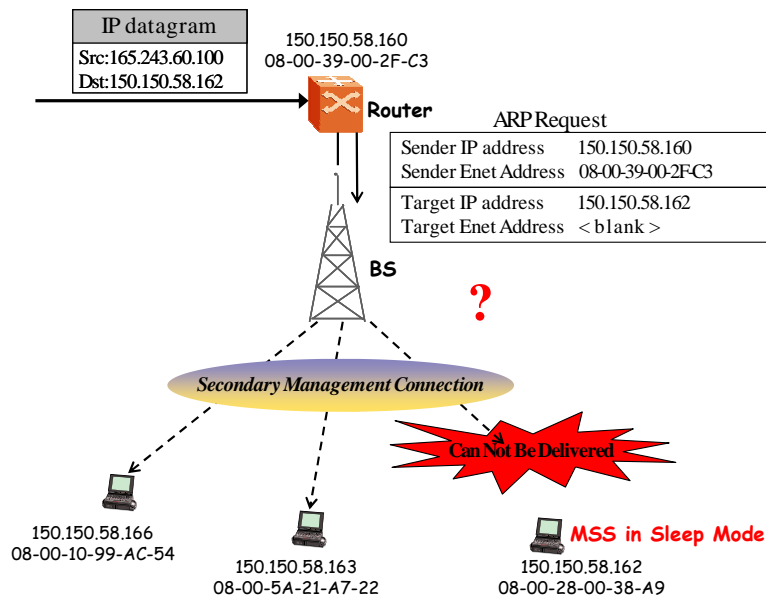 IP datagram
Src:165.243.60.100
Dst:150.150.58.162
150.150.58.160
08-00-39-00-2F-C3
Router
ARP Request
Sender IP address 150.150.58.160
Sender Enet Address 08-00-39-00-2F-C3
Target IP address 150.150.58.162
Target Enet Address < blank >
BS
?
Secondary Management Connection
Can Not Be Delivered
150.150.58.166
08-00-10-99-AC-54
150.150.58.163
08-00-5A-21-A7-22
MSS in Sleep Mode
150.150.58.162
08-00-28-00-38-A9